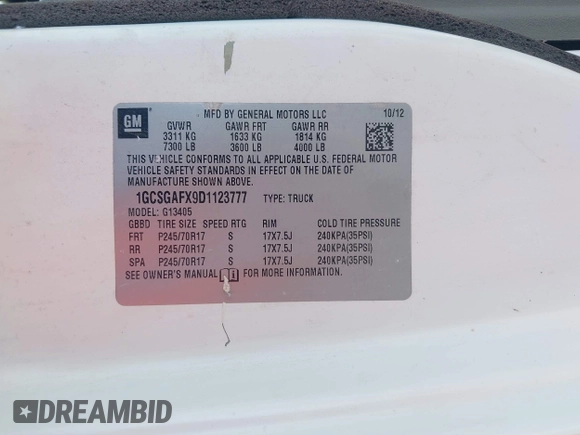 GM
MFD BY GENERAL MOTORS LLC 10/12
GVWR GAWR FRT GAWR RR
3311 KG 1633 KG 1814 KG
7300 LB 3600 LB 4000 LB
THIS VEHICLE CONFORMS TO ALL APPLICABLE U.S. FEDERAL MOTOR
VEHICLE SAFETY STANDARDS IN EFFECT ON THE DATE OF
MANUFACTURE SHOWN ABOVE.
1GCSGAFX9D1123777 TYPE: TRUCK
MODEL: G13405
GBBD TIRE SIZE SPEED RTG RIM COLD TIRE PRESSURE
FRT P245/70R17 S 17X7.5J 240KPA(35PSI)
RR P245/70R17 S 17X7.5J 240KPA(35PSI)
SPA P245/70R17 S 17X7.5J 240KPA(35PSI)
SEE OWNER'S MANUAL FOR MORE INFORMATION.
DREAMBID